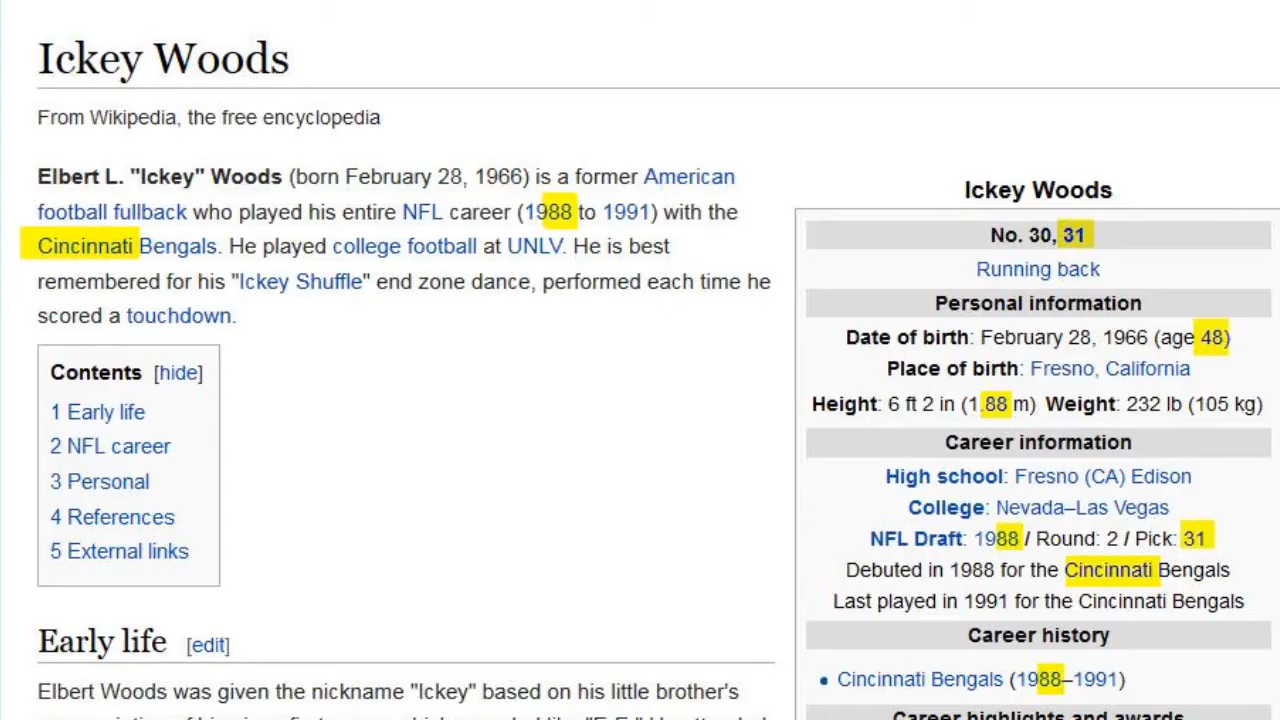 Ickey Woods
From Wikipedia, the free encyclopedia
Elbert L. "Ickey" Woods (born February 28, 1966) is a former American
football fullback who played his entire NFL career (1988 to 1991) with the
Cincinnati Bengals. He played college football at UNLV. He is best
remembered for his "Ickey Shuffle" end zone dance, performed each time he
scored a touchdown.
Contents [hide]
1 Early life
2 NFL career
3 Personal
4 References
5 External links
Early life [edit]
Elbert Woods was given the nickname "Ickey" based on his little brother's
Ickey Woods
No. 30, 31
Running back
Personal information
Date of birth: February 28, 1966 (age 48)
Place of birth: Fresno, California
Height: 6 ft 2 in (1.88 m) Weight: 232 lb (105 kg)
Career information
High school: Fresno (CA) Edison
College: Nevada–Las Vegas
NFL Draft: 1988 / Round: 2 / Pick: 31
Debuted in 1988 for the Cincinnati Bengals
Last played in 1991 for the Cincinnati Bengals
Career history
• Cincinnati Bengals (1988–1991)
Career highlights and awards